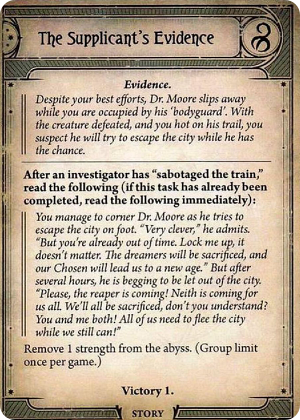 The Supplicant's Evidence
Evidence.
Despite your best efforts, Dr. Moore slips away
while you are occupied by his 'bodyguard'. With
the creature defeated, and you hot on his trail, you
suspect he will try to escape the city while he has
the chance.
After an investigator has “sabotaged the train,”
read the following (if this task has already been
completed, read the following immediately):
You manage to corner Dr. Moore as he tries to
escape the city on foot. “Very clever,” he admits.
“But you're already out of time. Lock me up, it
doesn't matter. The dreamers will be sacrificed, and
our Chosen will lead us to a new age.” But after
several hours, he is begging to be let out of the city.
“Please, the reaper is coming! Neith is coming for
us all. We'll all be sacrificed, don't you understand?
You and me both! All of us need to flee the city
while we still can!”
Remove 1 strength from the abyss. (Group limit
once per game.)
Victory 1.
STORY